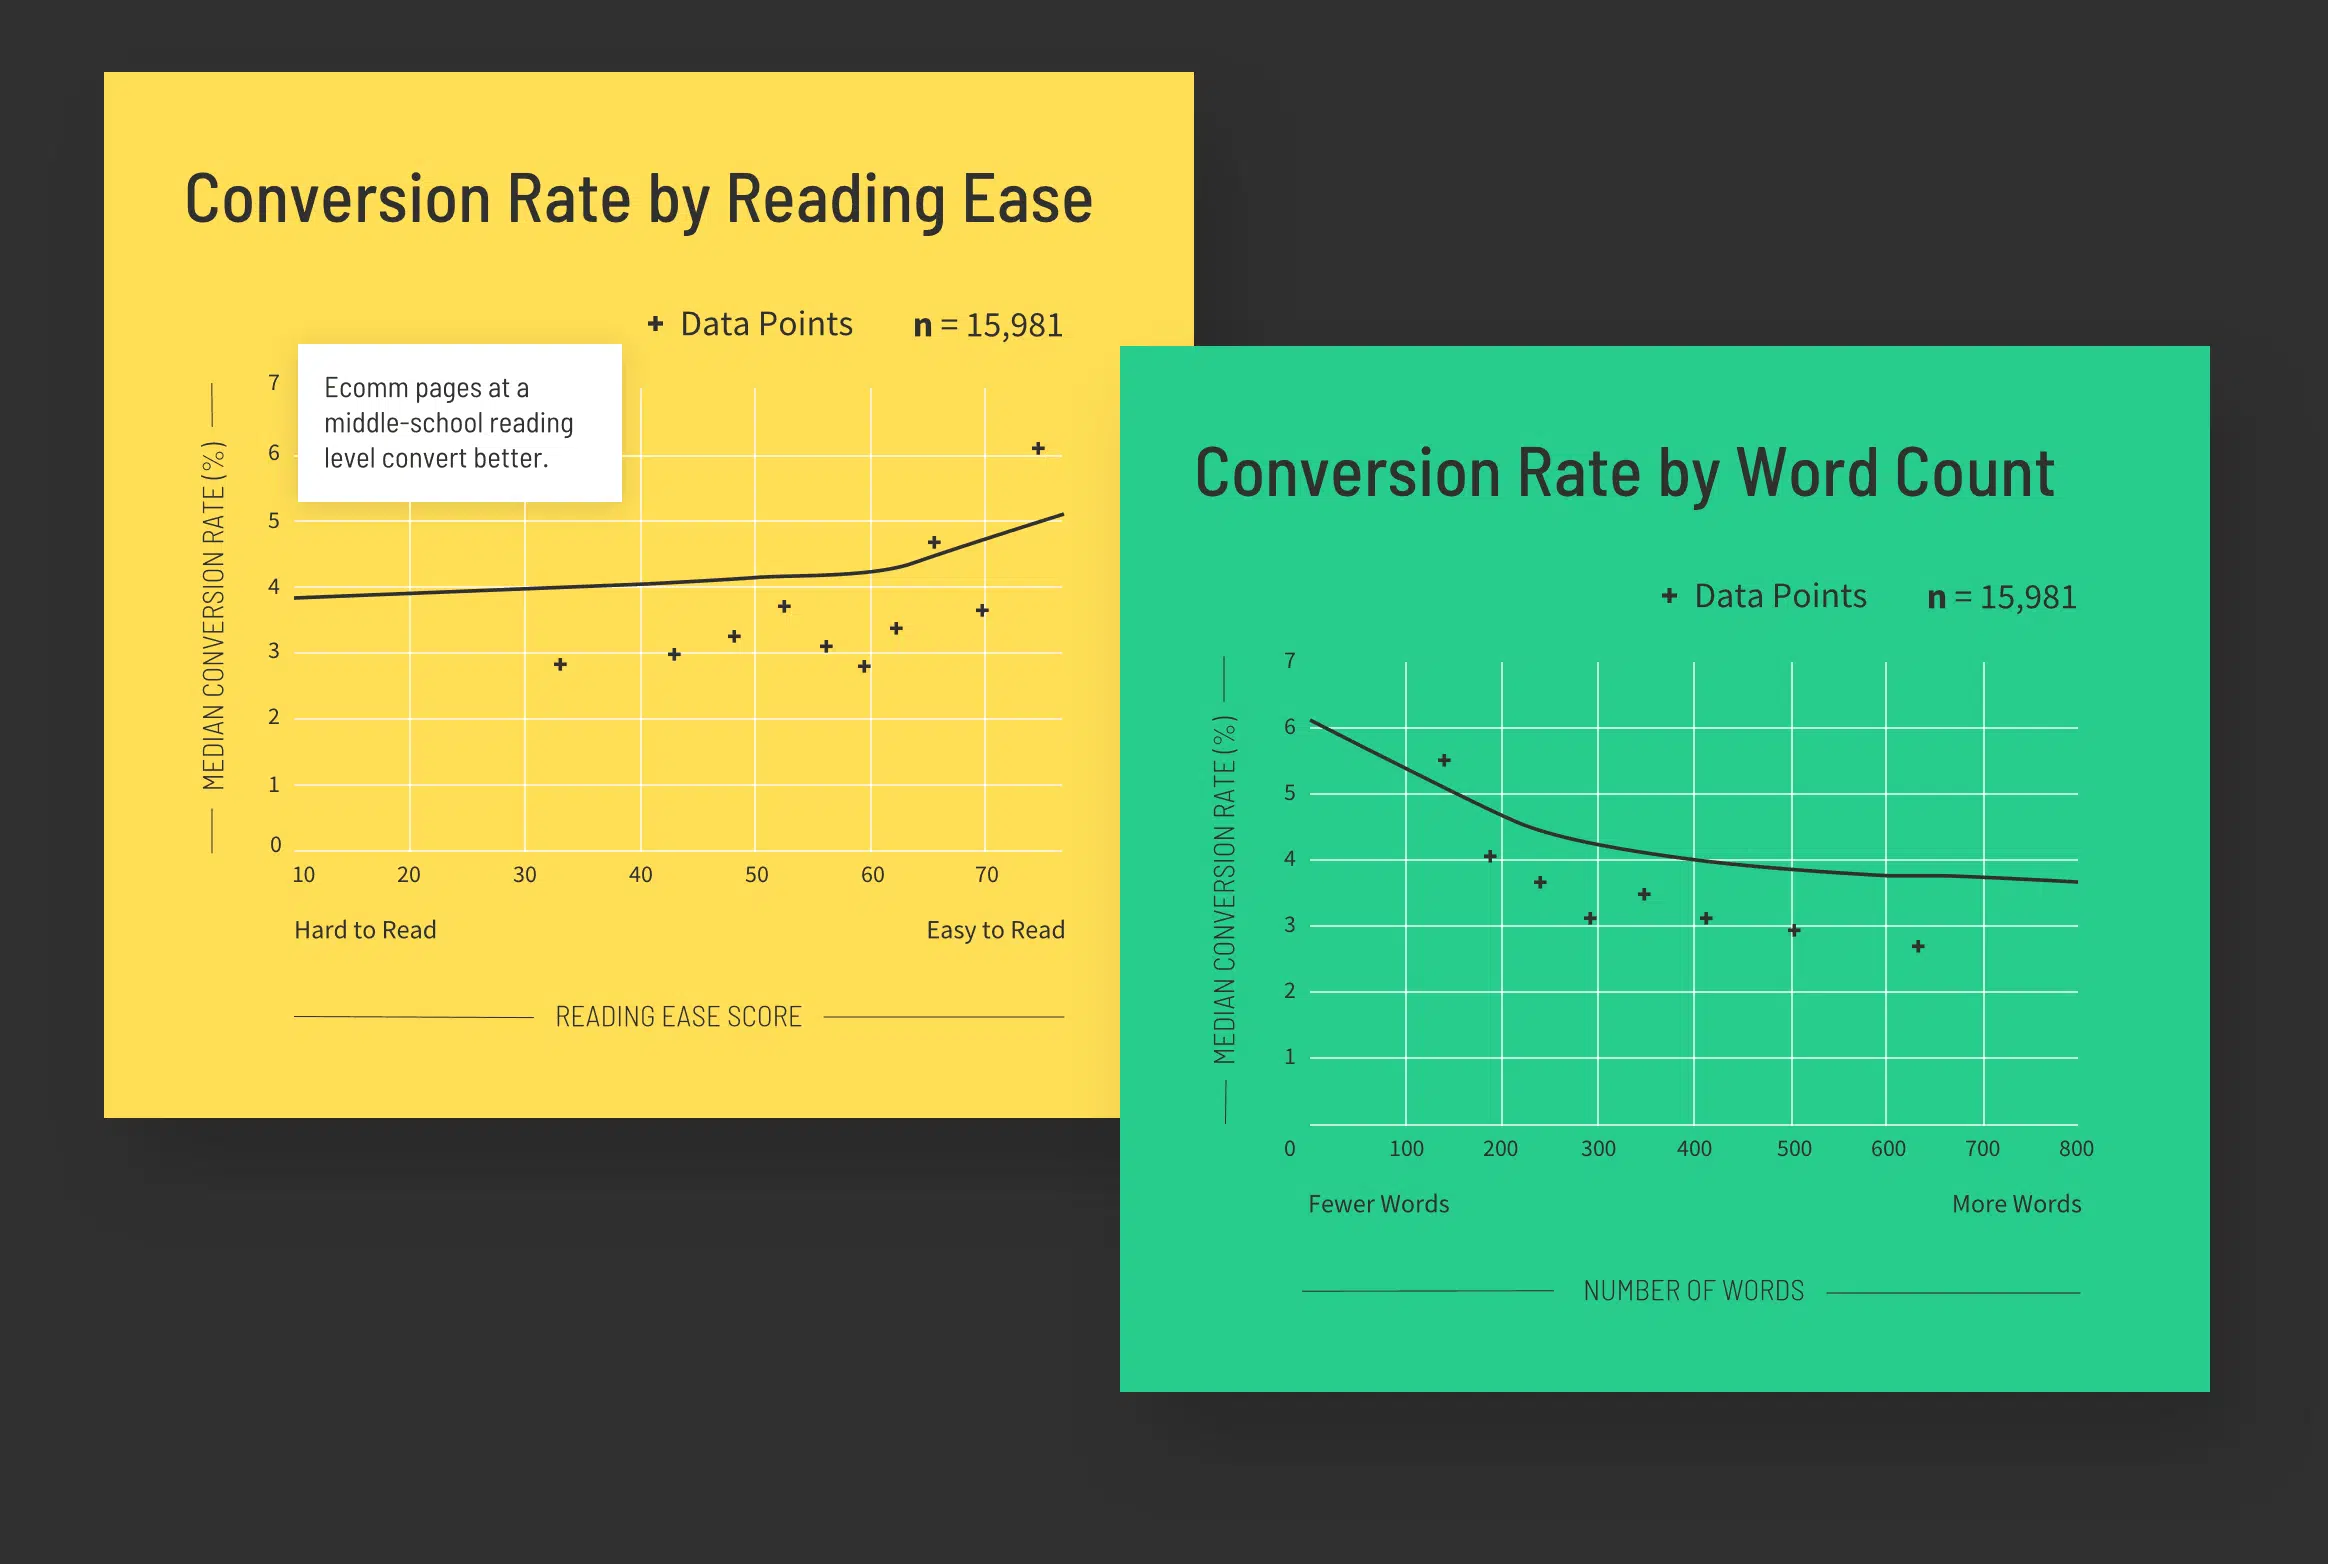 Conversion Rate by Reading Ease
+ Data Points n = 15,981
Ecomm pages at a
middle-school reading
level convert better.
MEDIAN CONVERSION RATE (%)
7
6
5
4
3
2
1
0
10 20 30 40 50 60 70
Hard to Read Easy to Read
READING EASE SCORE
Conversion Rate by Word Count
+ Data Points n = 15,981
MEDIAN CONVERSION RATE (%)
7
6
5
4
3
2
1
0 100 200 300 400 500 600 700 800
Fewer Words More Words
NUMBER OF WORDS